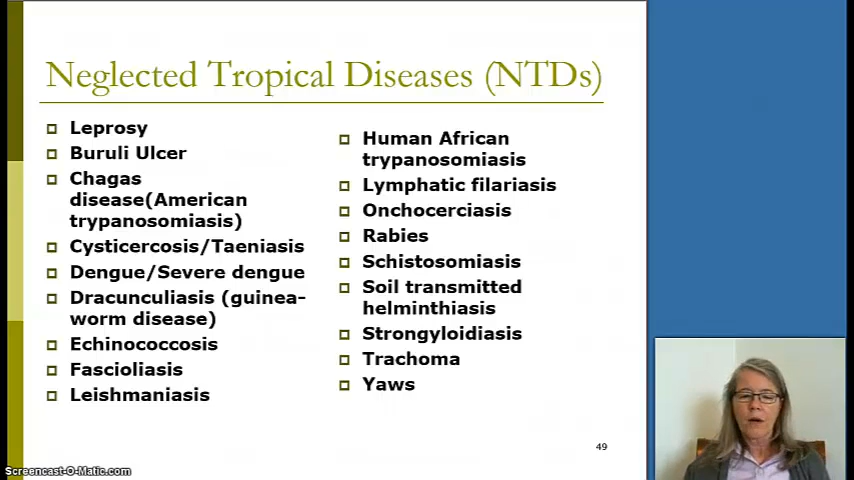 Neglected Tropical Diseases (NTDs)
Leprosy
Buruli Ulcer
Chagas
disease(American
trypanosomiasis)
Cysticercosis/Taeniasis
Dengue/Severe dengue
Dracunculiasis (guinea-
worm disease)
Echinococcosis
Fascioliasis
Leishmaniasis
Human African
trypanosomiasis
Lymphatic filariasis
Onchocerciasis
Rabies
Schistosomiasis
Soil transmitted
helminthiasis
Strongyloidiasis
Trachoma
Yaws
49
Screencast-O-Matic.com